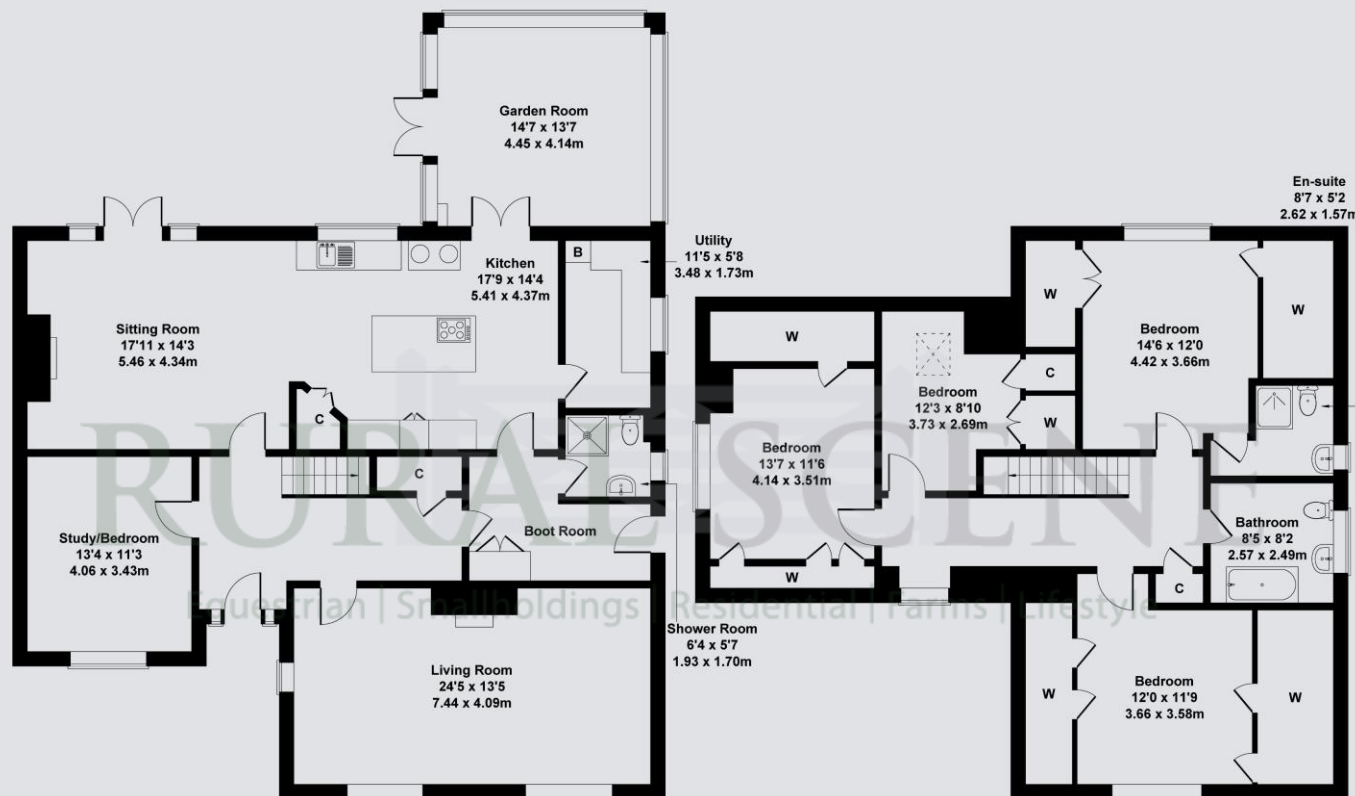 Garden Room
14'7 x 13'7
4.45 x 4.14m
En-suite
8'7 x 5'2
2.62 x 1.57m
Utility
11'5 x 5'8
3.48 x 1.73m
B
Kitchen
17'9 x 14'4
5.41 x 4.37m
Sitting Room
17'11 x 14'3
5.46 x 4.34m
C
C
Study/Bedroom
13'4 x 11'3
4.06 x 3.43m
Boot Room
Shower Room
6'4 x 5'7
1.93 x 1.70m
Living Room
24'5 x 13'5
7.44 x 4.09m
W
Bedroom
14'6 x 12'0
4.42 x 3.66m
W
W
C
Bedroom
12'3 x 8'10
3.73 x 2.69m
W
Bedroom
13'7 x 11'6
4.14 x 3.51m
W
Bathroom
8'5 x 8'2
2.57 x 2.49m
C
W
Bedroom
12'0 x 11'9
3.66 x 3.58m
W
RURAL SCENE
Equestrian | Smallholdings | Residential | Farms | Lifestyle